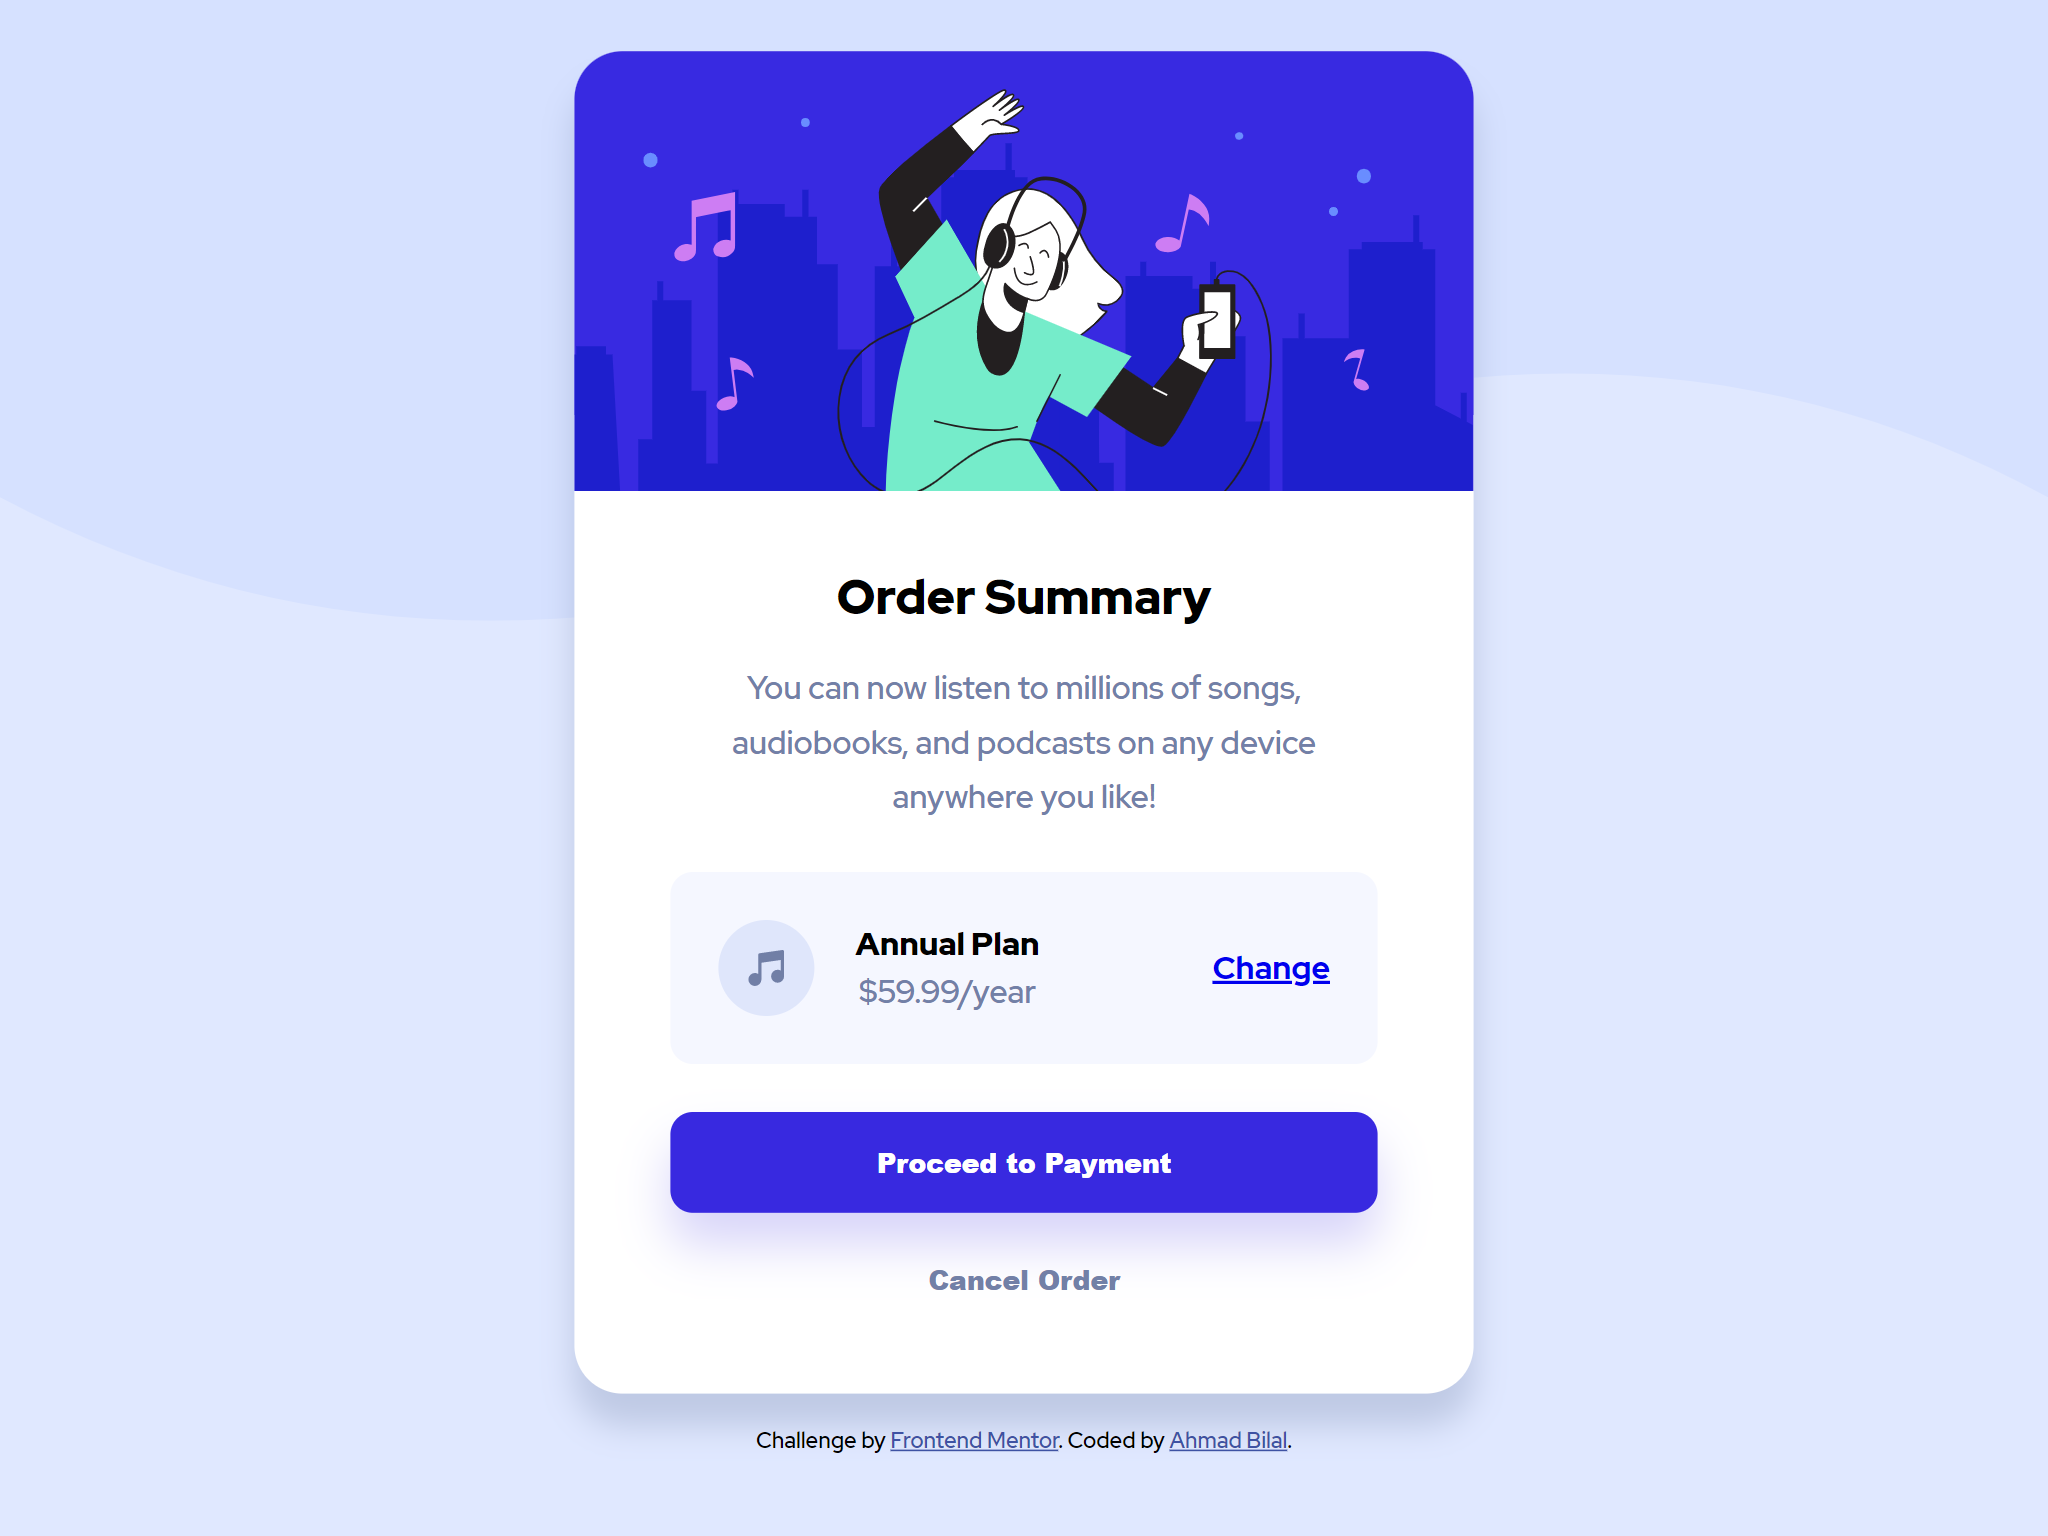 Order Summary
You can now listen to millions of songs,
audiobooks, and podcasts on any device
anywhere you like!
Annual Plan
$59.99/year
Change
Proceed to Payment
Cancel Order
Challenge by Frontend Mentor. Coded by Ahmad Bilal.